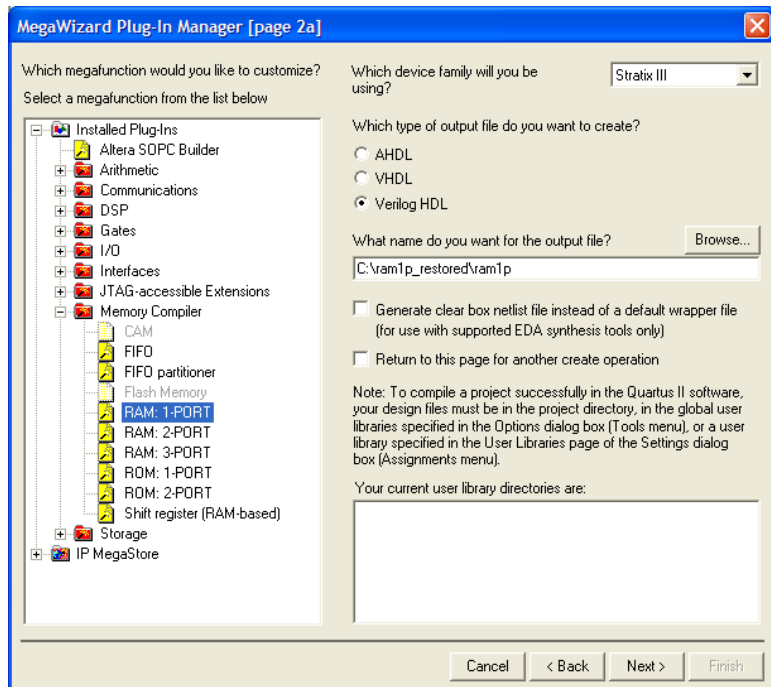 MegaWizard Plug-In Manager [page 2a]
Which megafunction would you like to customize?
Select a megafunction from the list below
Installed Plug-Ins
Altera SOPC Builder
Arithmetic
Communications
DSP
Gates
I/O
Interfaces
JTAG-accessible Extensions
Memory Compiler
CAM
FIFO
FIFO partitioner
Flash Memory
RAM: 1-PORT
RAM: 2-PORT
RAM: 3-PORT
ROM: 1-PORT
ROM: 2-PORT
Shift register (RAM-based)
Storage
IP MegaStore
Which device family will you be
using?
Stratix III
Which type of output file do you want to create?
AHDL
VHDL
Verilog HDL
What name do you want for the output file?
Browse...
C:\ram1p_restored\ram1p
Generate clear box netlist file instead of a default wrapper file
(for use with supported EDA synthesis tools only)
Return to this page for another create operation
Note: To compile a project successfully in the Quartus II software,
your design files must be in the project directory, in the global user
libraries specified in the Options dialog box (Tools menu), or a user
library specified in the User Libraries page of the Settings dialog
box (Assignments menu).
Your current user library directories are:
Cancel
< Back
Next >
Finish